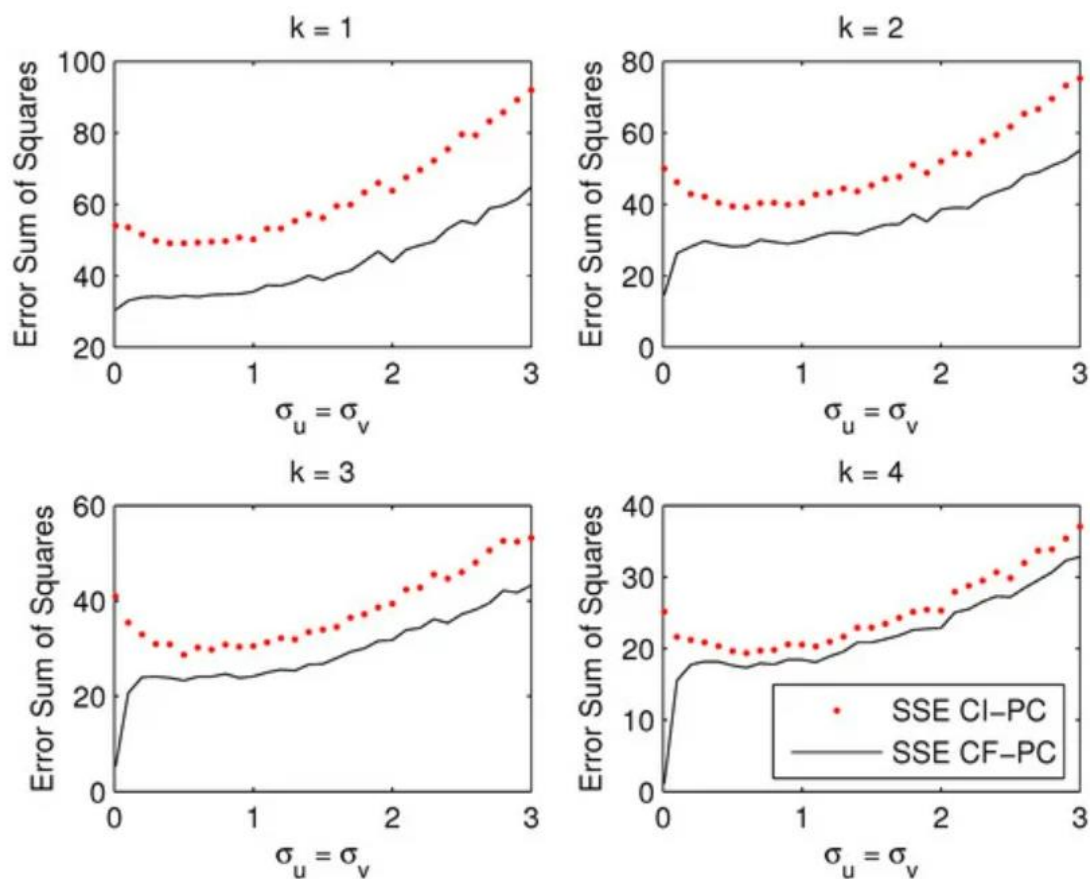 k = 1
Error Sum of Squares
100
80
60
40
20
0 1 2 3
σu = σv
k = 2
Error Sum of Squares
80
60
40
20
0
0 1 2 3
σu = σv
k = 3
Error Sum of Squares
60
40
20
0
0 1 2 3
σu = σv
k = 4
Error Sum of Squares
40
30
20
10
0
SSE CI-PC
SSE CF-PC
0 1 2 3
σu = σv